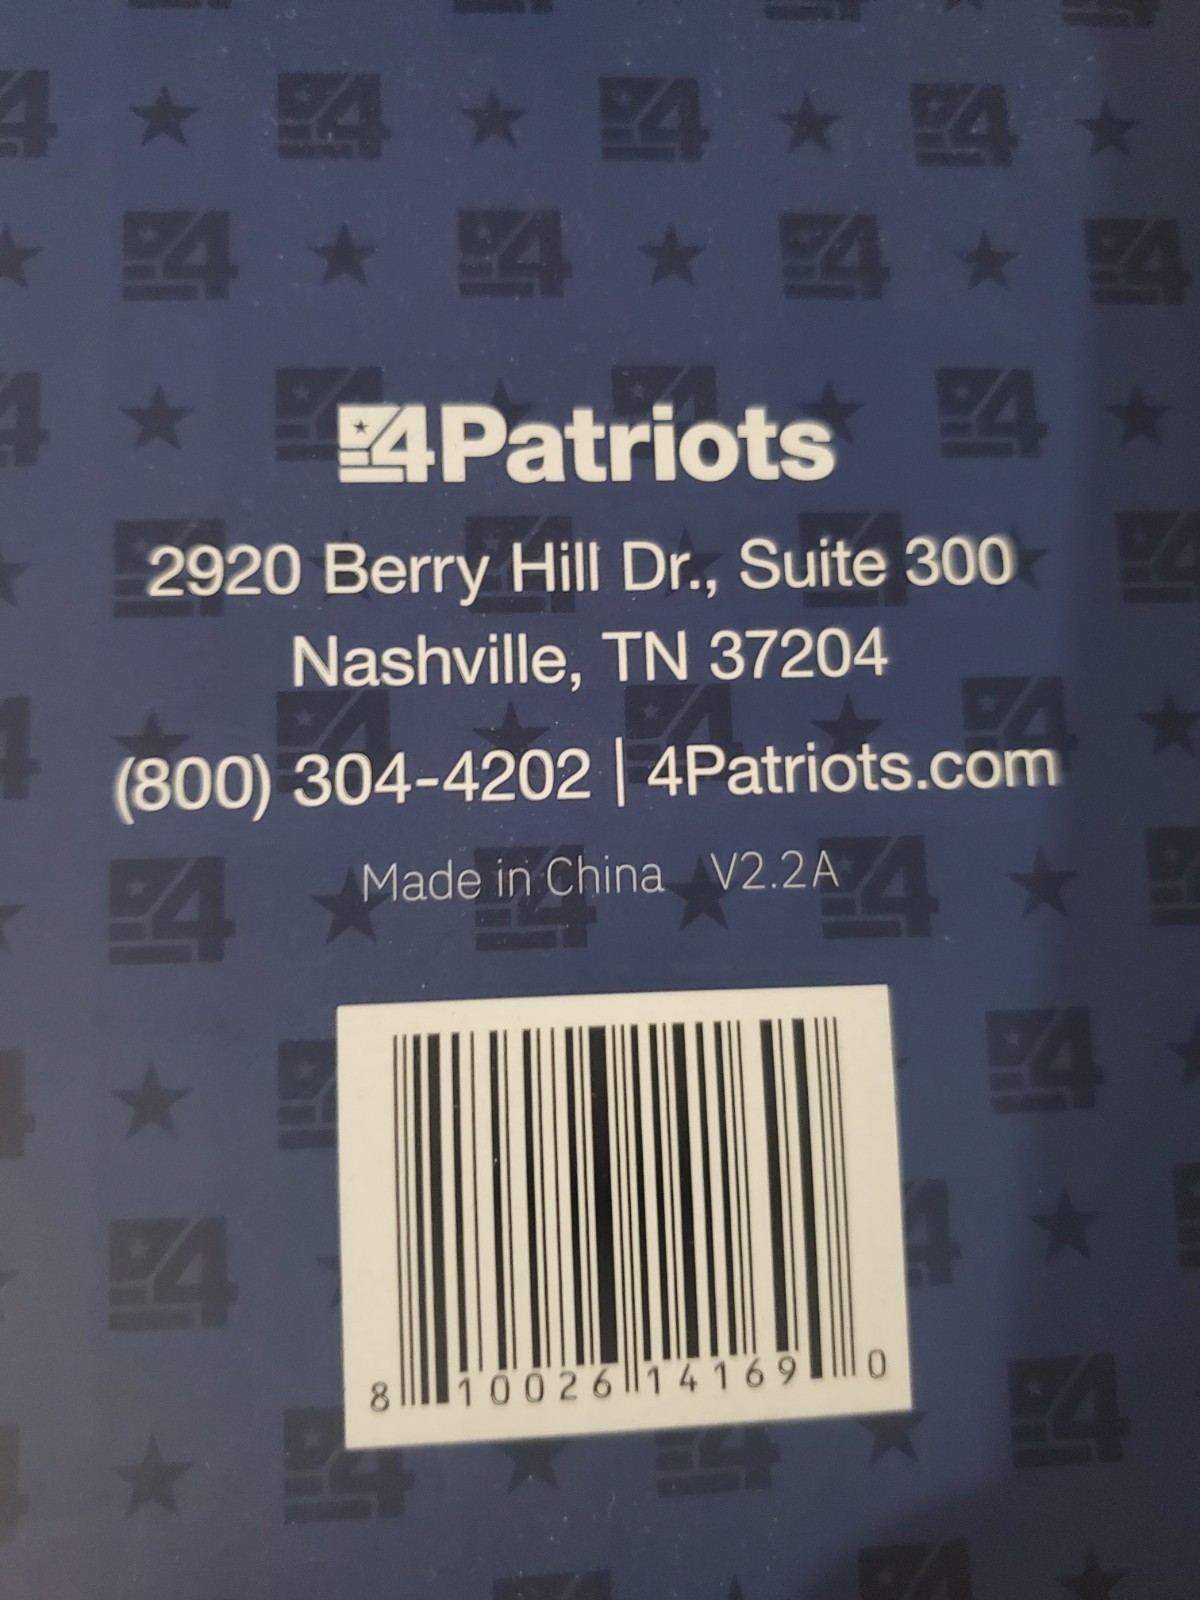 4Patriots
2920 Berry Hill Dr., Suite 300
Nashville, TN 37204
(800) 304-4202 | 4Patriots.com
Made in China V2.2A
8 10026 14169 0